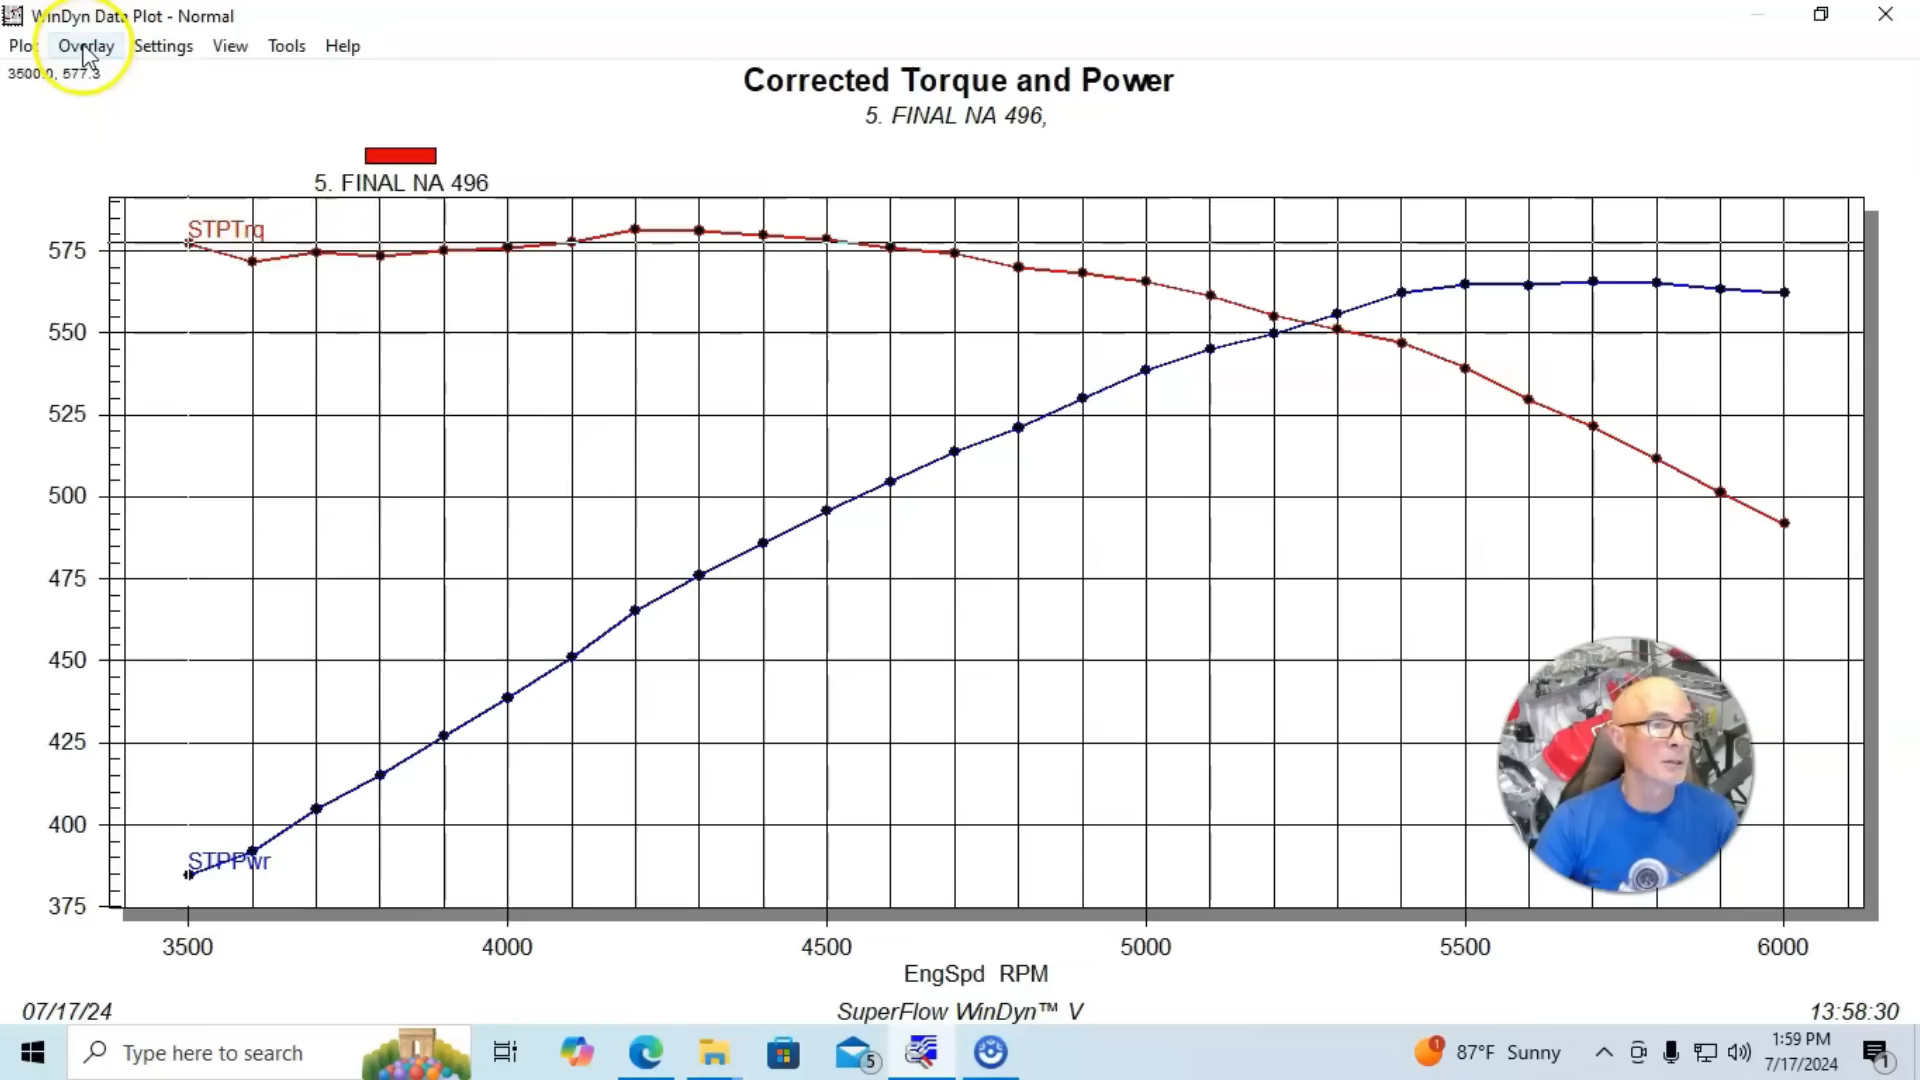 WinDyn Data Plot - Normal
Plot Overlay Settings View Tools Help
3500.0, 577.3
Corrected Torque and Power
5. FINAL NA 496,
5. FINAL NA 496
STPTrq
575
550
525
500
475
450
425
400
STPPwr
375
3500 4000 4500 5000 5500 6000
EngSpd RPM
07/17/24 SuperFlow WinDyn™ V 13:58:30
Type here to search 5 1 87°F Sunny 1:59 PM 1
7/17/2024